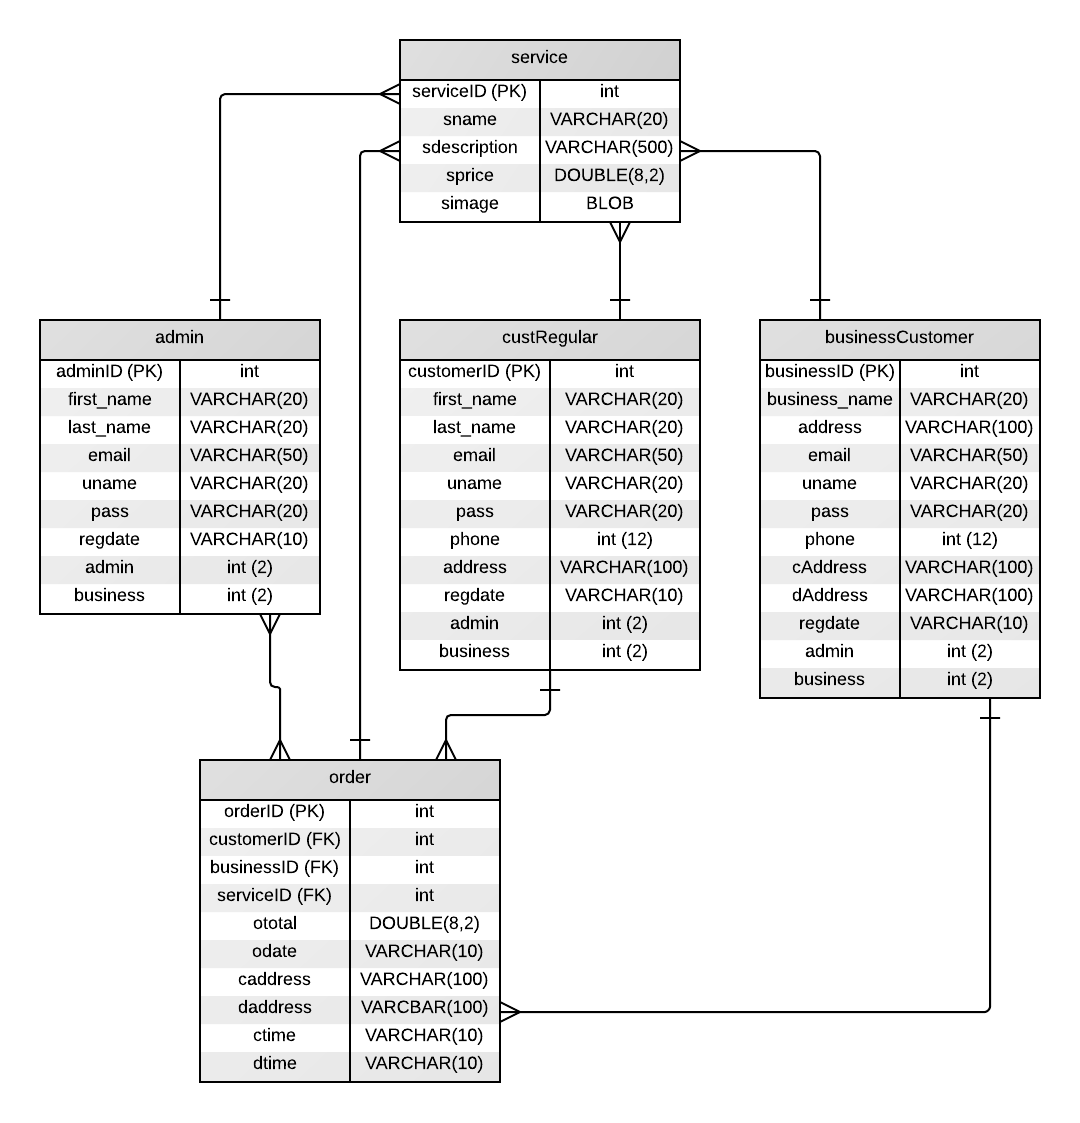 service
serviceID (PK) int
sname VARCHAR(20)
sdescription VARCHAR(500)
sprice DOUBLE(8,2)
simage BLOB
admin
adminID (PK) int
first_name VARCHAR(20)
last_name VARCHAR(20)
email VARCHAR(50)
uname VARCHAR(20)
pass VARCHAR(20)
regdate VARCHAR(10)
admin int (2)
business int (2)
custRegular
customerID (PK) int
first_name VARCHAR(20)
last_name VARCHAR(20)
email VARCHAR(50)
uname VARCHAR(20)
pass VARCHAR(20)
phone int (12)
address VARCHAR(100)
regdate VARCHAR(10)
admin int (2)
business int (2)
businessCustomer
businessID (PK) int
business_name VARCHAR(20)
address VARCHAR(100)
email VARCHAR(50)
uname VARCHAR(20)
pass VARCHAR(20)
phone int (12)
cAddress VARCHAR(100)
dAddress VARCHAR(100)
regdate VARCHAR(10)
admin int (2)
business int (2)
order
orderID (PK) int
customerID (FK) int
businessID (FK) int
serviceID (FK) int
ototal DOUBLE(8,2)
odate VARCHAR(10)
caddress VARCHAR(100)
daddress VARCBAR(100)
ctime VARCHAR(10)
dtime VARCHAR(10)